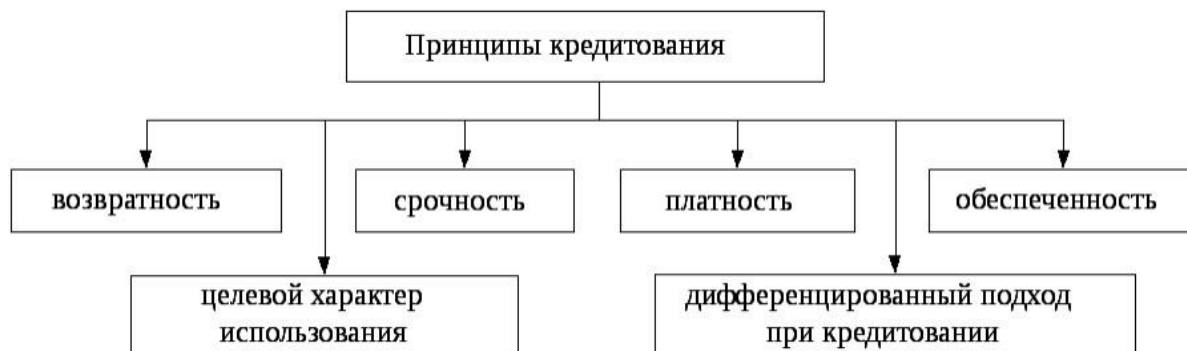 Принципы кредитования
возвратность
срочность
платность
обеспеченность
целевой характер
использования
дифференцированный подход
при кредитовании